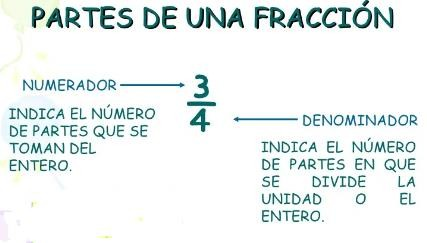 PARTES DE UNA FRACCIÓN
NUMERADOR
3
4
INDICA EL NÚMERO
DE PARTES QUE SE
TOMAN DEL
ENTERO.
DENOMINADOR
INDICA EL NÚMERO
DE PARTES EN QUE
SE DIVIDE LA
UNIDAD O EL
ENTERO.